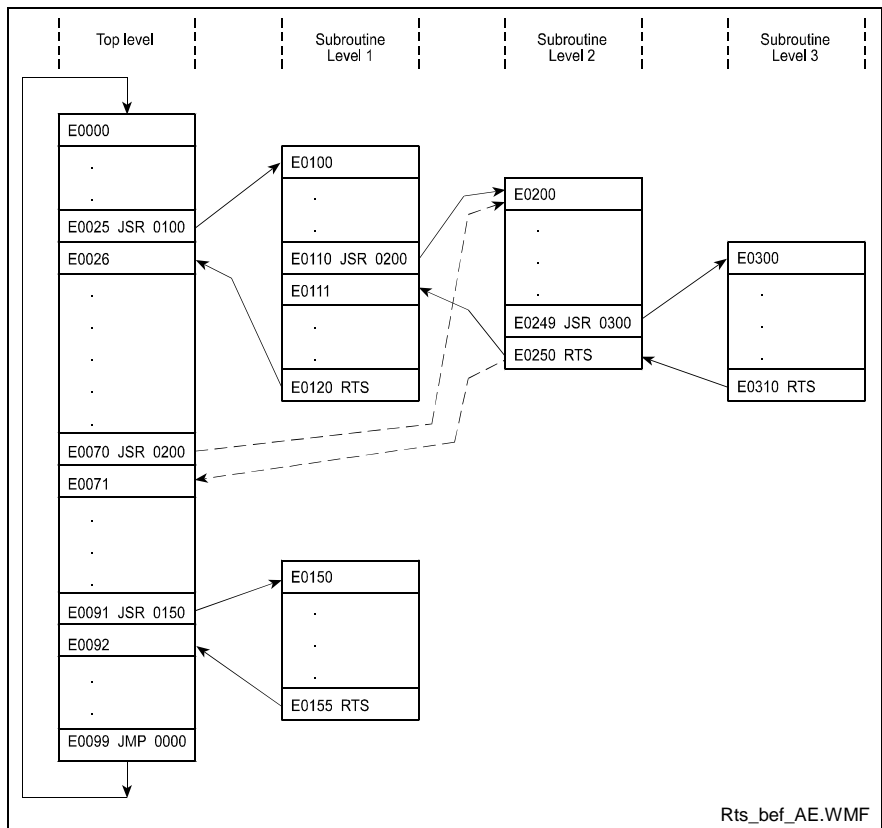 Top level
Subroutine
Level 1
Subroutine
Level 2
Subroutine
Level 3
E0000
.
.
E0025 JSR 0100
E0026
.
.
.
.
.
E0070 JSR 0200
E0071
.
.
.
E0091 JSR 0150
E0092
.
.
E0099 JMP 0000
E0100
.
.
E0110 JSR 0200
E0111
.
.
E0120 RTS
E0150
.
.
.
E0155 RTS
E0200
.
.
.
E0249 JSR 0300
E0250 RTS
E0300
.
.
.
E0310 RTS
Rts_bef_AE.WMF